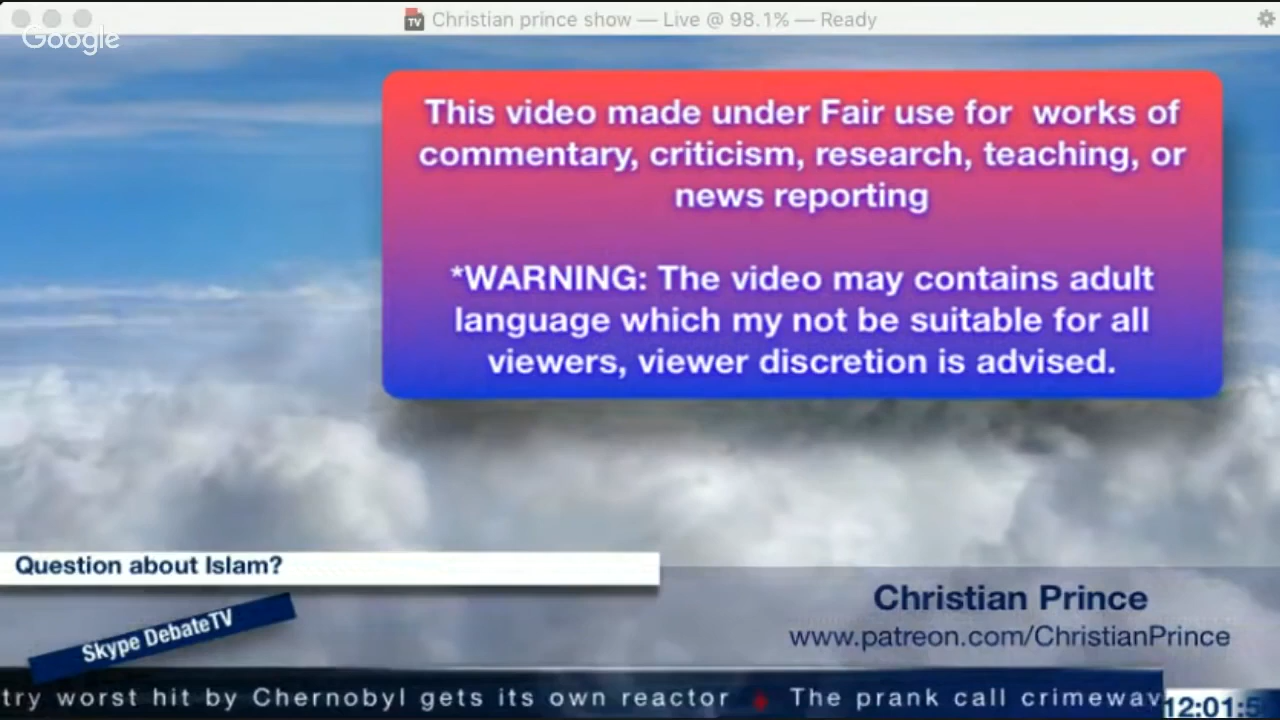 Christian prince show — Live @ 98.1% — Ready
Google
This video made under Fair use for works of
commentary, criticism, research, teaching, or
news reporting
*WARNING: The video may contains adult
language which my not be suitable for all
viewers, viewer discretion is advised.
Question about Islam?
Skype DebateTV
Christian Prince
www.patreon.com/ChristianPrince
try worst hit by Chernobyl gets its own reactor ♦ The prank call crimewav
12:01:5